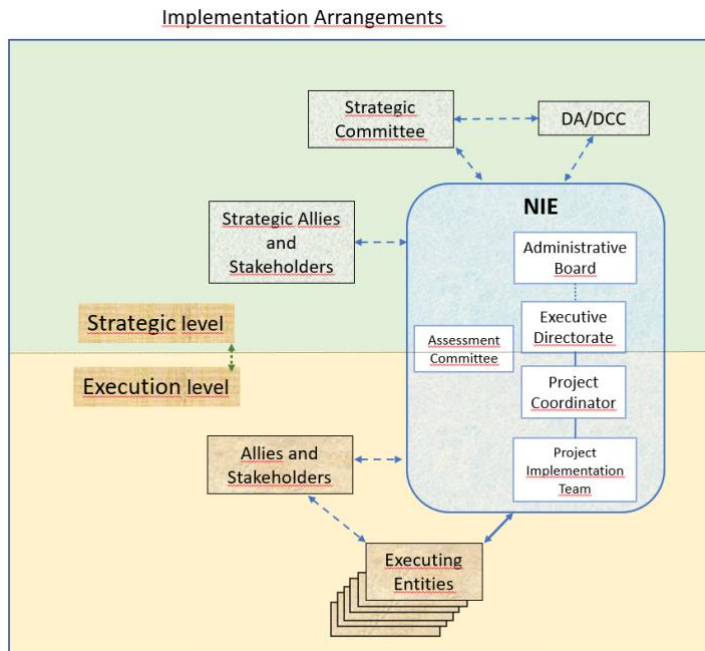 Implementation Arrangements
Strategic
Committee
DA/DCC
NIE
Strategic Allies
and
Stakeholders
Administrative
Board
Executive
Directorate
Strategic level
Assessment
Committee
Execution level
Project
Coordinator
Allies and
Stakeholders
Project
Implementation
Team
Executing
Entities